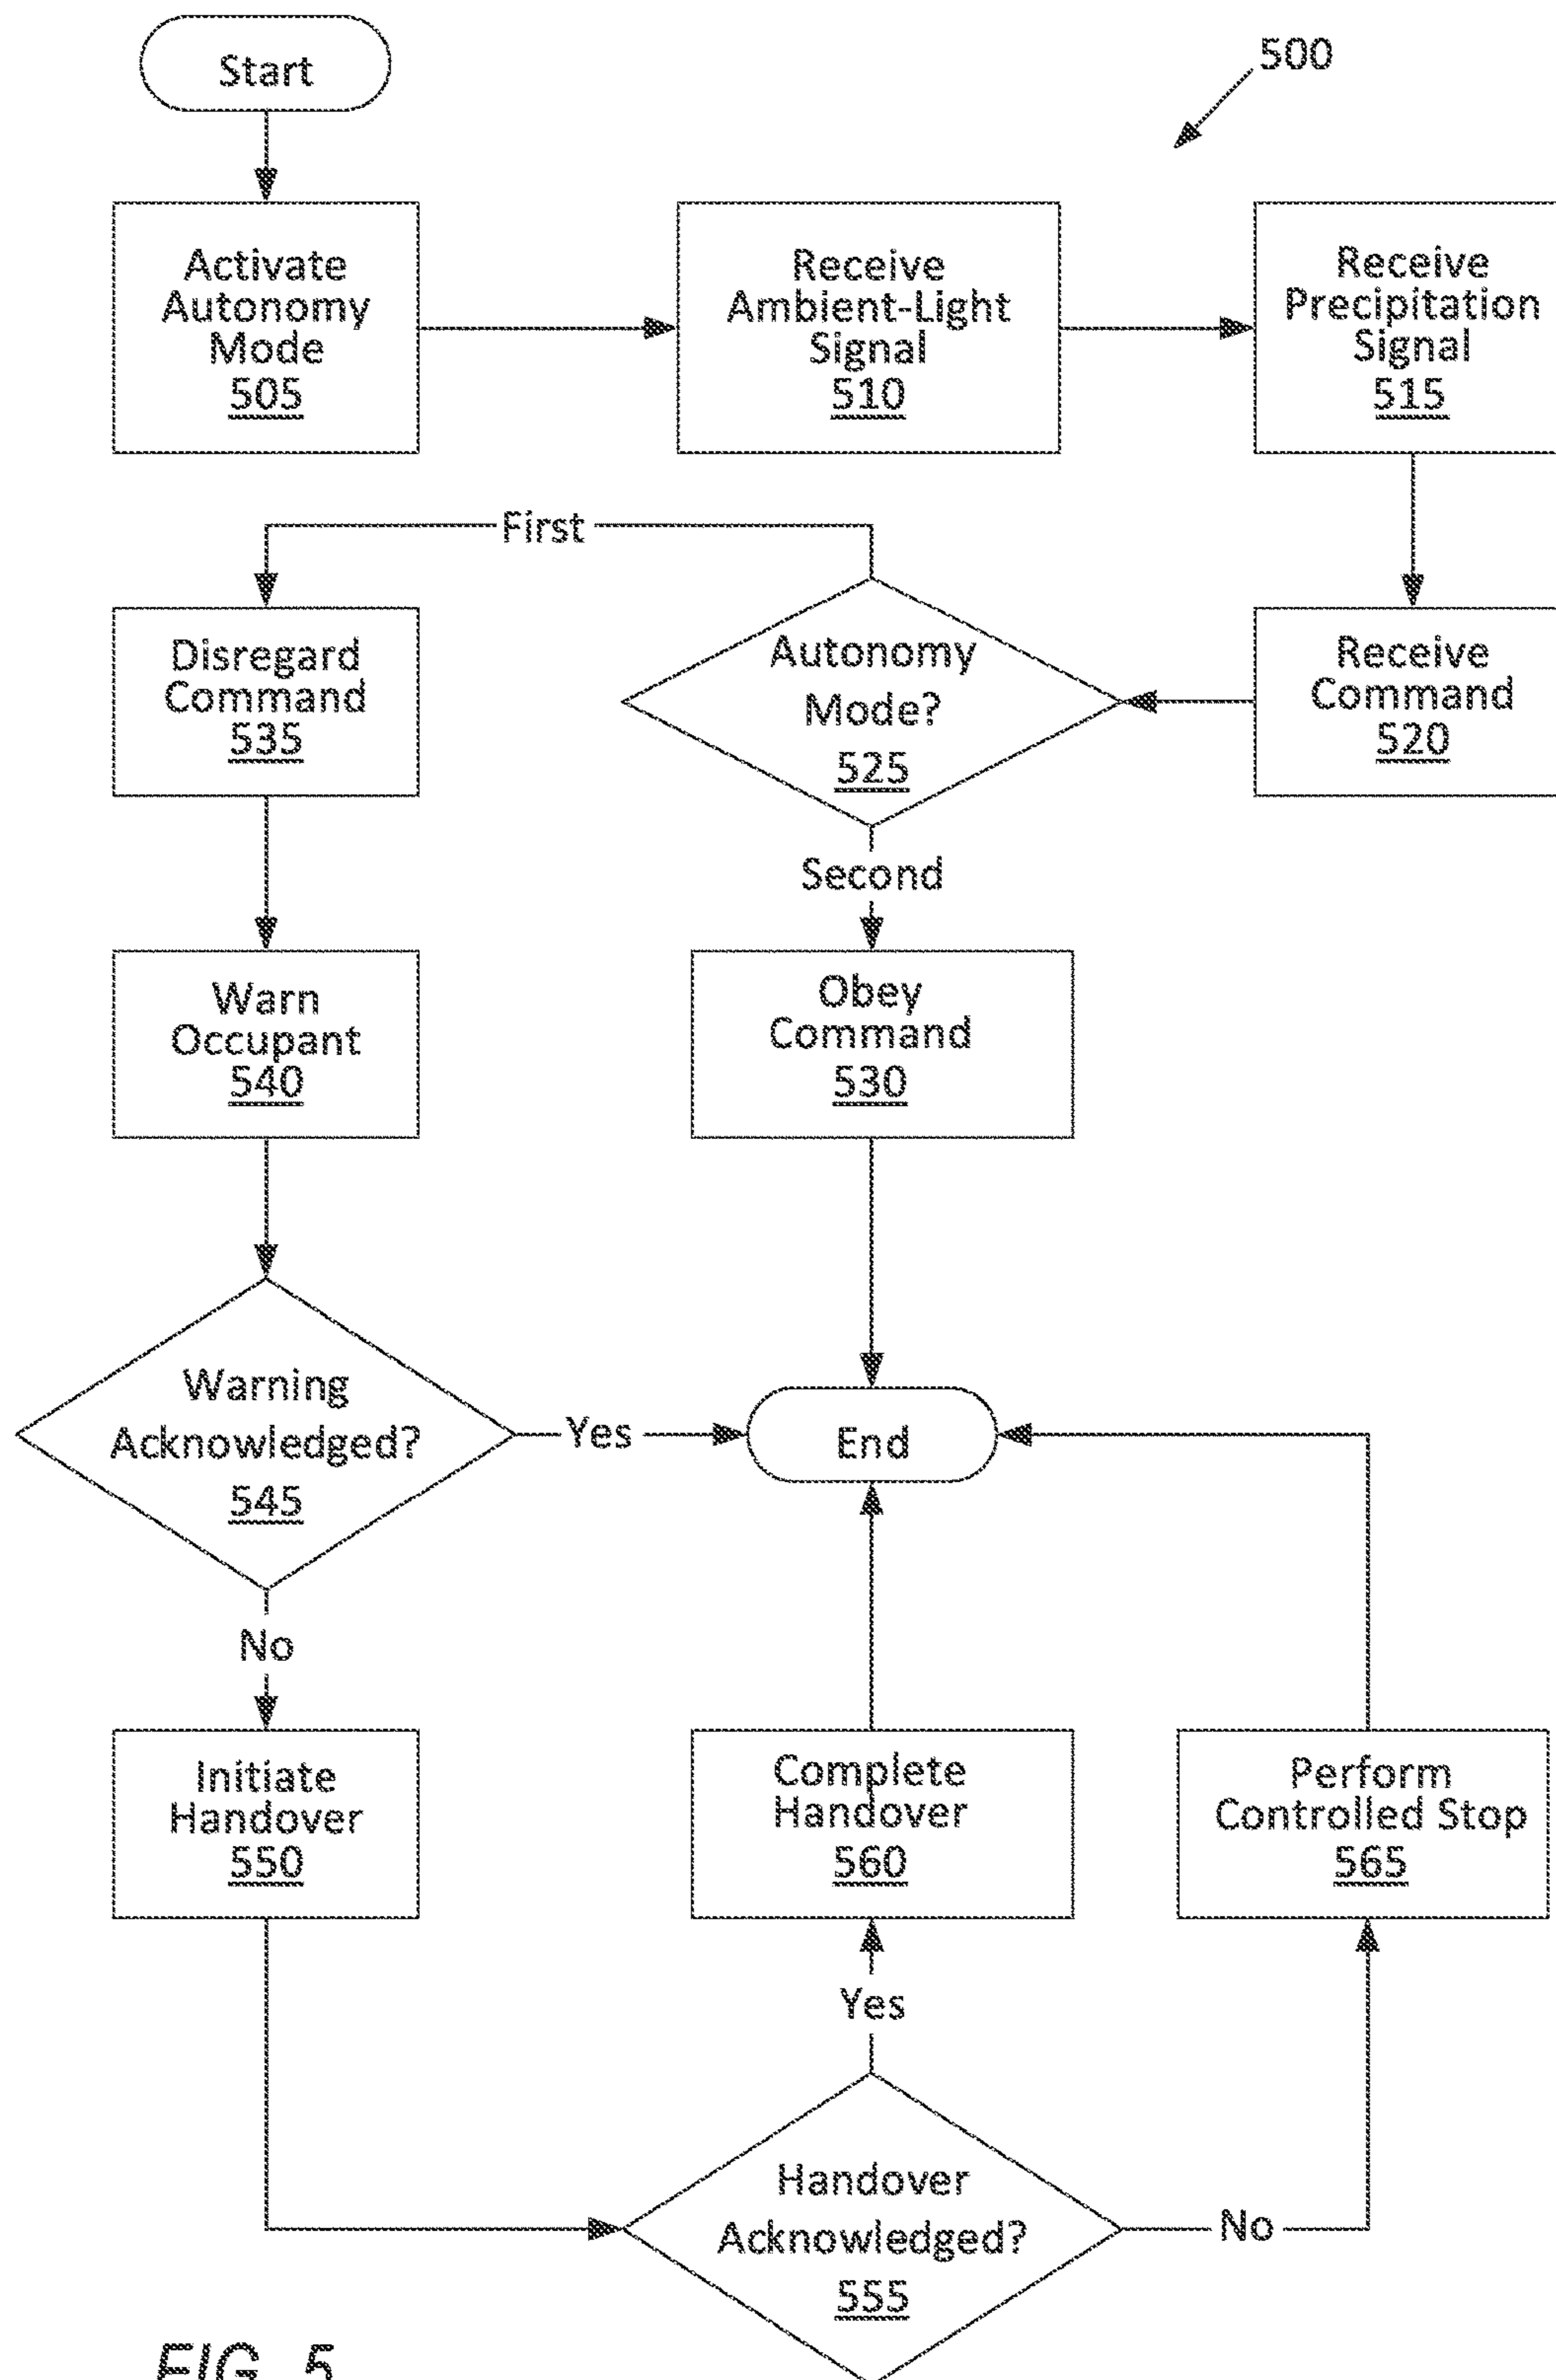 Start
500
Activate
Autonomy
Mode
505
Receive
Ambient-Light
Signal
510
Receive
Precipitation
Signal
515
First
Disregard
Command
535
Autonomy
Mode?
525
Receive
Command
520
Second
Warn
Occupant
540
Obey
Command
530
Warning
Acknowledged?
545
Yes
End
No
Initiate
Handover
550
Complete
Handover
560
Perform
Controlled Stop
565
Yes
Handover
Acknowledged?
555
No
FIG. 5